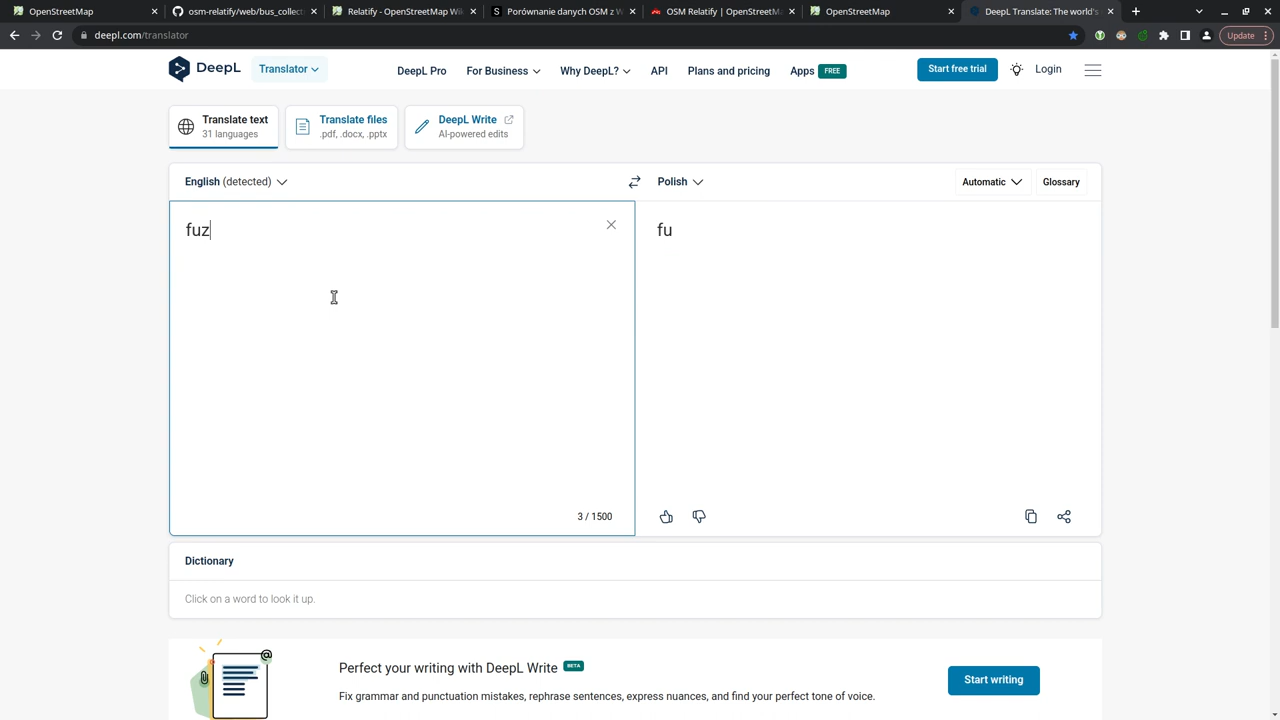 OpenStreetMap
osm-relatify/web/bus_collect
Relatify - OpenStreetMap Wi
Porównanie danych OSM z W
OSM Relatify | OpenStreetM
OpenStreetMap
DeepL Translate: The world's
deepl.com/translator
Update
DeepL
Translator
DeepL Pro
For Business
Why DeepL?
API
Plans and pricing
Apps
FREE
Start free trial
Login
Translate text
31 languages
Translate files
.pdf, .docx, .pptx
DeepL Write
AI-powered edits
English (detected)
Polish
Automatic
Glossary
fuz
fu
3 / 1500
Dictionary
Click on a word to look it up.
Perfect your writing with DeepL Write BETA
Fix grammar and punctuation mistakes, rephrase sentences, express nuances, and find your perfect tone of voice.
Start writing